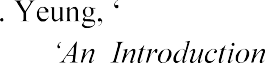 . Yeung, ‘
‘An Introduction